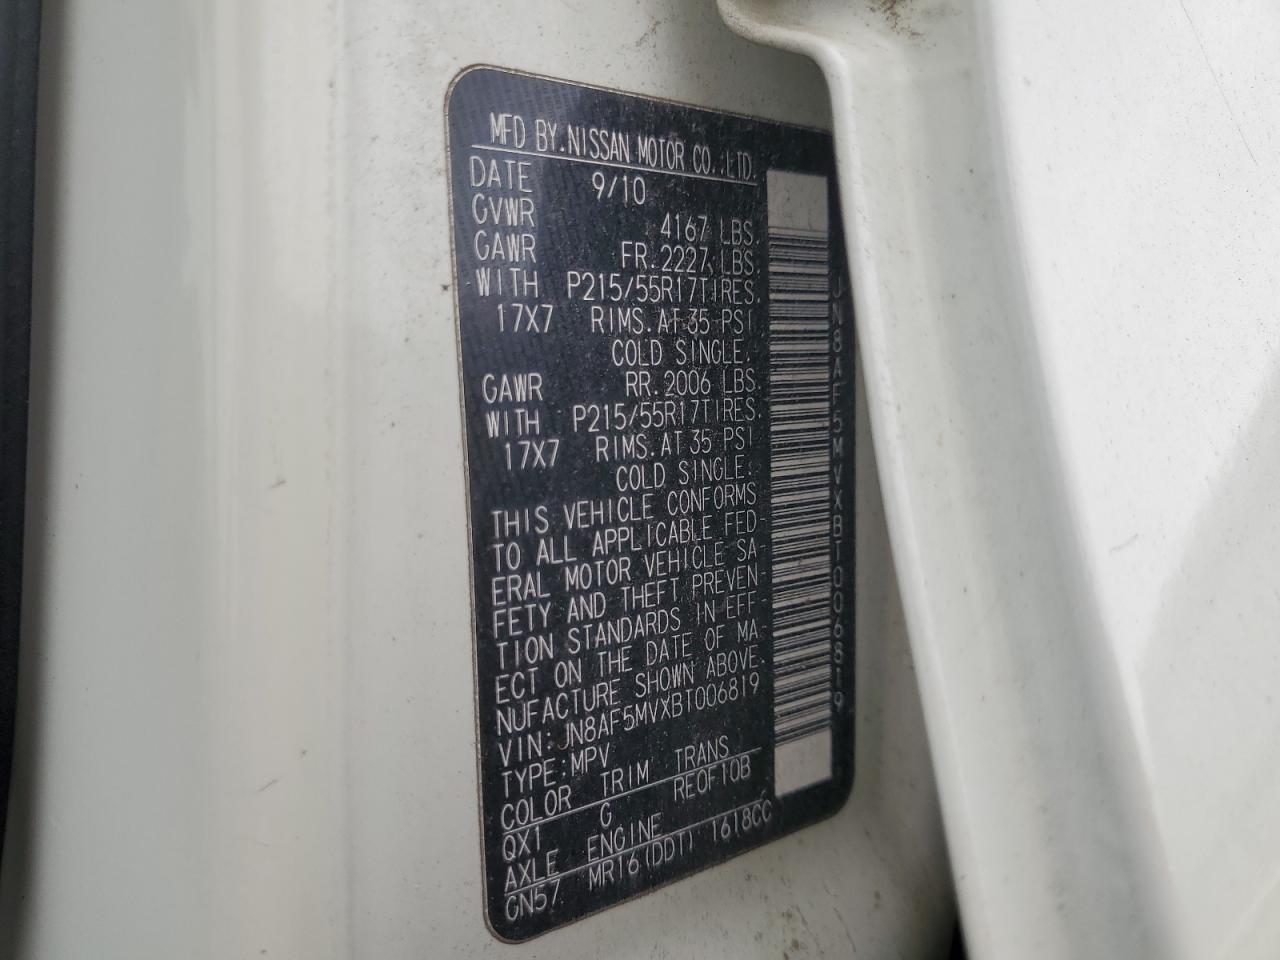 MFD BY.NISSAN MOTOR CO.,LTD.
DATE 9/10
GVWR 4167 LBS.
GAWR FR.2227 LBS.
WITH P215/55R17TIRES.
17X7 RIMS.AT 35 PSI
COLD SINGLE.
GAWR RR.2006 LBS.
WITH P215/55R17TIRES.
17X7 RIMS.AT 35 PSI
COLD SINGLE.
THIS VEHICLE CONFORMS
TO ALL APPLICABLE FED-
ERAL MOTOR VEHICLE SA-
FETY AND THEFT PREVEN-
TION STANDARDS IN EFF-
ECT ON THE DATE OF MA-
NUFACTURE SHOWN ABOVE.
VIN:JN8AF5MVXBT006819
TYPE:MPV
COLOR TRIM TRANS
QX1 G RE0F10B
AXLE ENGINE
GN57 MR16(DDT) 1618CC
JN8AF5MVXBT006819